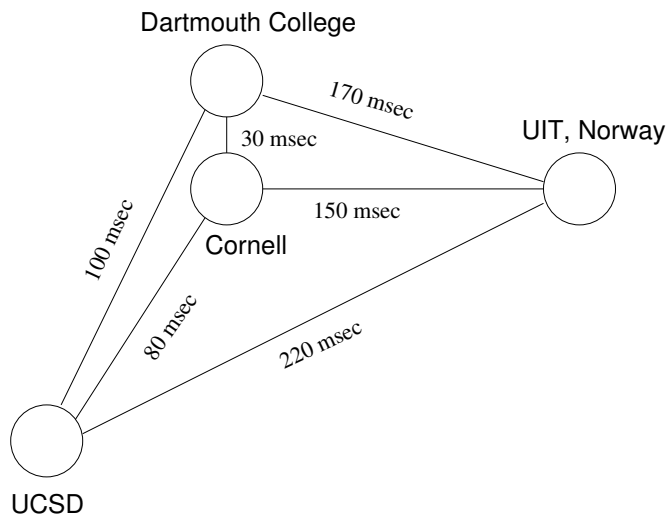 Dartmouth College
170 msec
UIT, Norway
30 msec
150 msec
Cornell
100 msec
80 msec
220 msec
UCSD